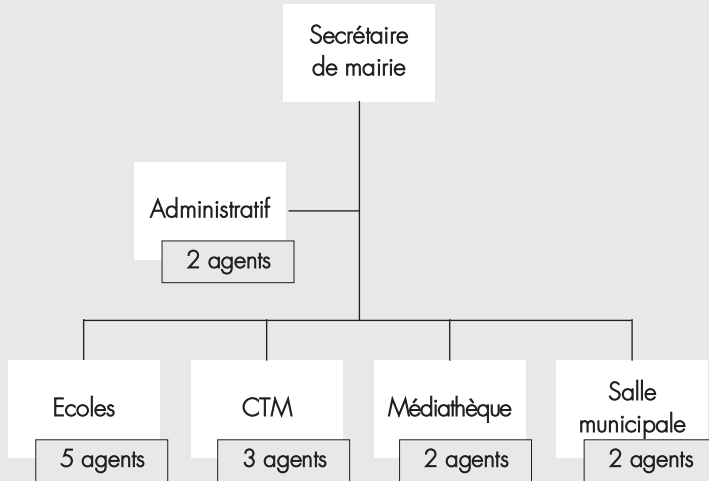 Secrétaire
de mairie
Administratif
2 agents
Ecoles
5 agents
CTM
3 agents
Médiathèque
2 agents
Salle
municipale
2 agents